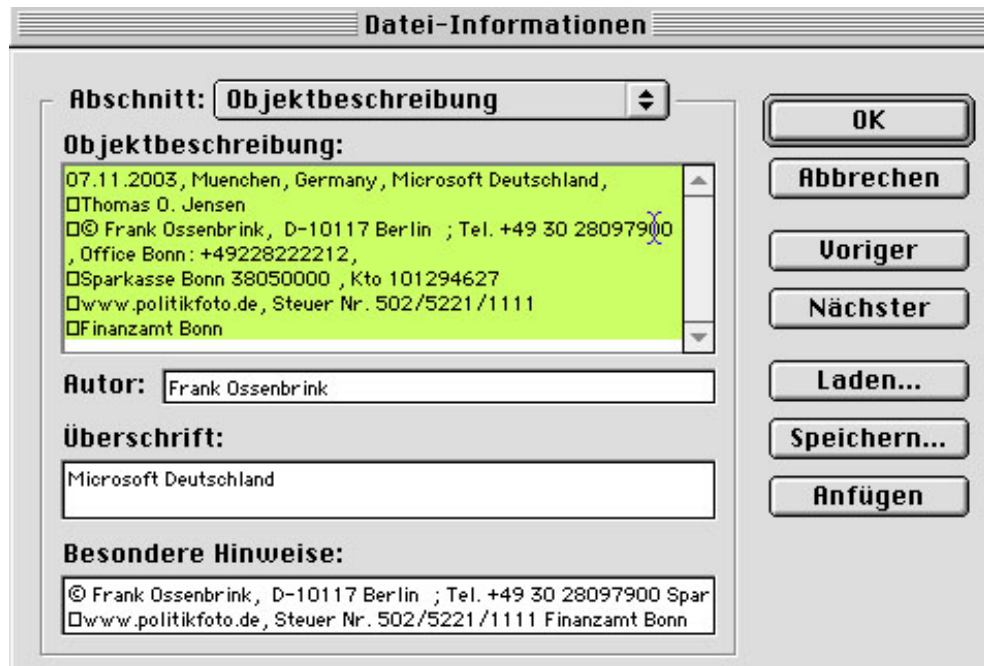 Datei-Informationen
Abschnitt: Objektbeschreibung
Objektbeschreibung:
07.11.2003, Muenchen, Germany, Microsoft Deutschland,
Thomas O. Jensen
© Frank Ossenbrink, D-10117 Berlin ; Tel. +49 30 28097900
, Office Bonn: +49228222212,
Sparkasse Bonn 38050000 , Kto 101294627
www.politikfoto.de, Steuer Nr. 502/5221/1111
Finanzamt Bonn
Autor: Frank Ossenbrink
Überschrift:
Microsoft Deutschland
Besondere Hinweise:
© Frank Ossenbrink, D-10117 Berlin ; Tel. +49 30 28097900 Spar
www.politikfoto.de, Steuer Nr. 502/5221/1111 Finanzamt Bonn
OK
Abbrechen
Voriger
Nächster
Laden...
Speichern...
Anfügen